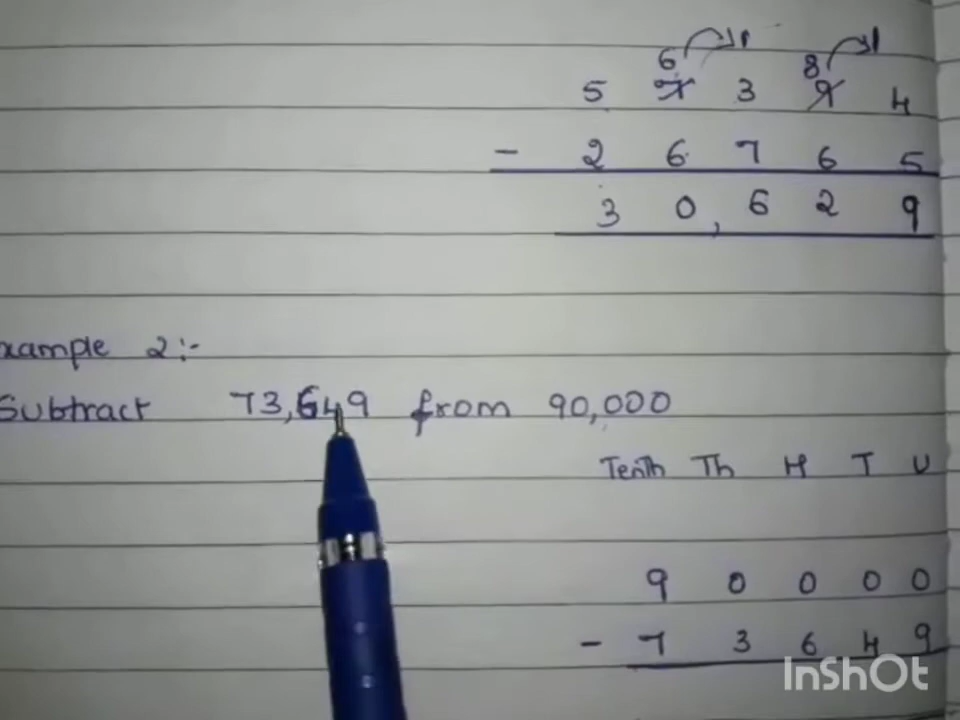 6 1 8 1
5 7 3 9 4
- 2 6 7 6 5
3 0, 6 2 9
xample 2:-
Subtract 73,649 from 90,000
TenTh Th H T U
9 0 0 0 0
- 7 3 6 4 9
InShOt